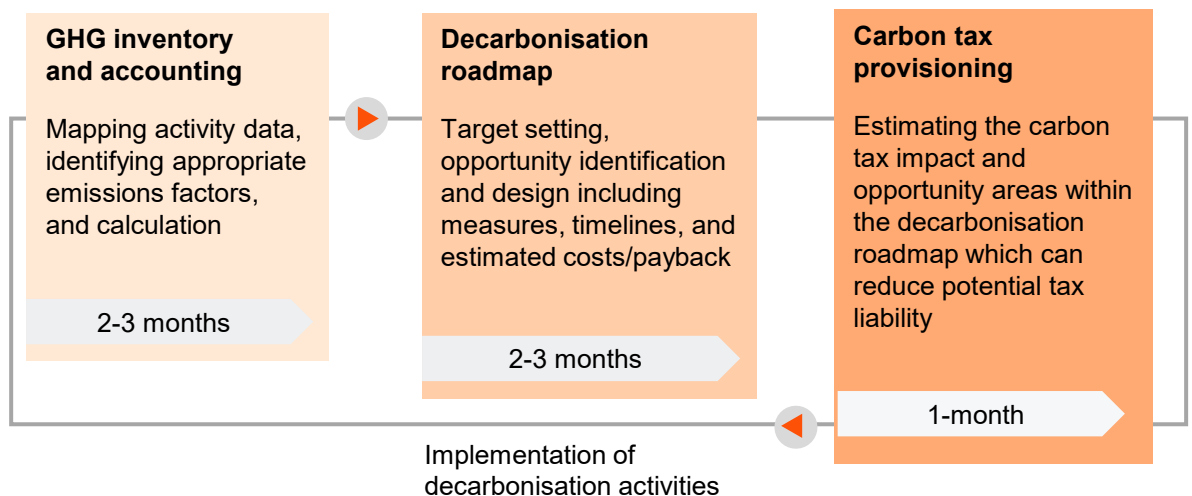 GHG inventory
and accounting
Mapping activity data,
identifying appropriate
emissions factors,
and calculation
2-3 months
Decarbonisation
roadmap
Target setting,
opportunity identification
and design including
measures, timelines, and
estimated costs/payback
2-3 months
Carbon tax
provisioning
Estimating the carbon
tax impact and
opportunity areas within
the decarbonisation
roadmap which can
reduce potential tax
liability
1-month
Implementation of
decarbonisation activities